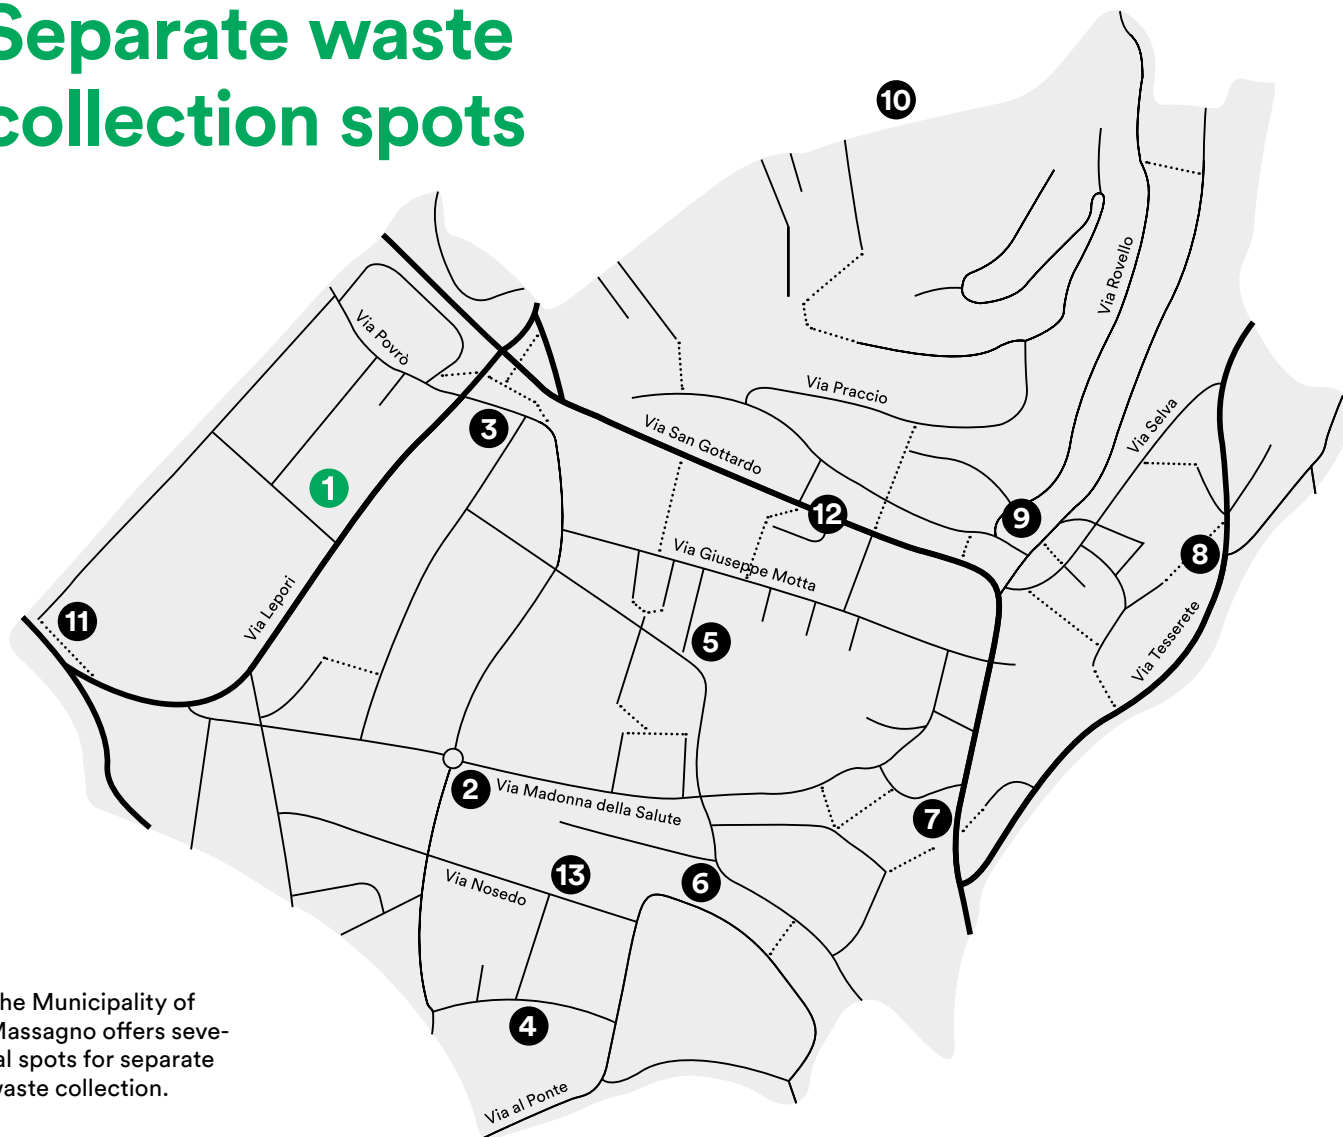 Separate waste
collection spots
10
Via Rovello
Via Povrò
Via Praccio
Via Selva
3
Via San Gottardo
1
12
9
8
Via Giuseppe Motta
Via Lepori
11
5
Via Tesserete
2
Via Madonna della Salute
7
13
6
Via Nosedo
he Municipality of
Massagno offers seve-
al spots for separate
waste collection.
4
Via al Ponte